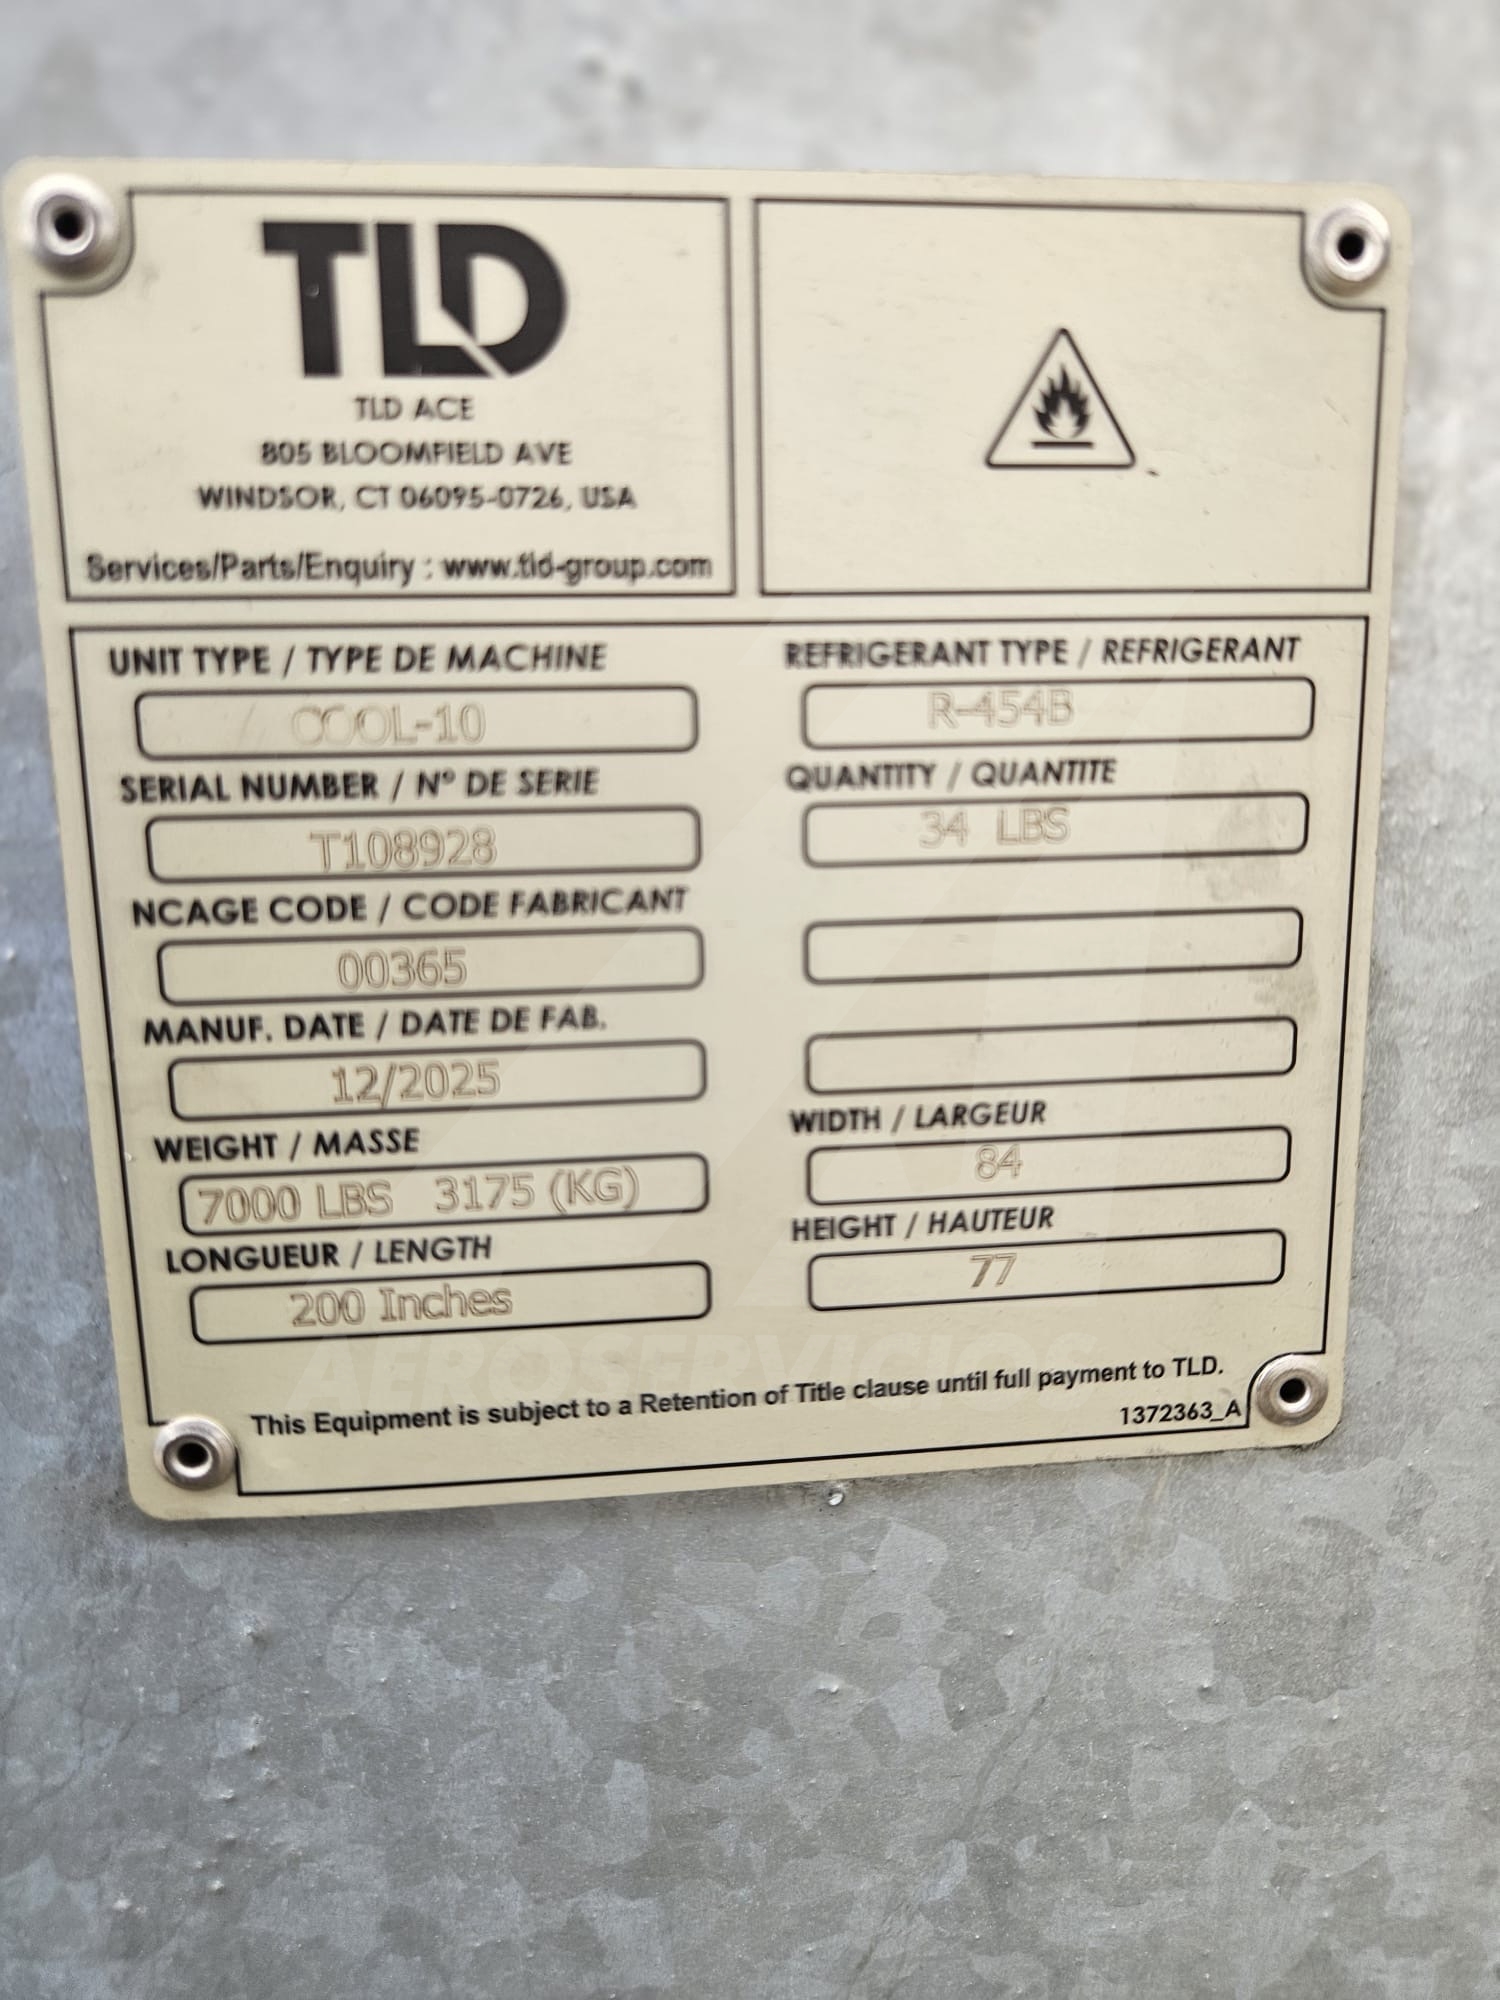 TLD
TLD ACE
805 BLOOMFIELD AVE
WINDSOR, CT 06095-0726, USA
Services/Parts/Enquiry : www.tld-group.com
UNIT TYPE / TYPE DE MACHINE
COOL-10
SERIAL NUMBER / N° DE SERIE
T108928
NCAGE CODE / CODE FABRICANT
00365
MANUF. DATE / DATE DE FAB.
12/2025
WEIGHT / MASSE
7000 LBS 3175 (KG)
LONGUEUR / LENGTH
200 Inches
REFRIGERANT TYPE / REFRIGERANT
R-454B
QUANTITY / QUANTITE
34 LBS
WIDTH / LARGEUR
84
HEIGHT / HAUTEUR
77
This Equipment is subject to a Retention of Title clause until full payment to TLD.
1372363_A
AEROSERVICIOS